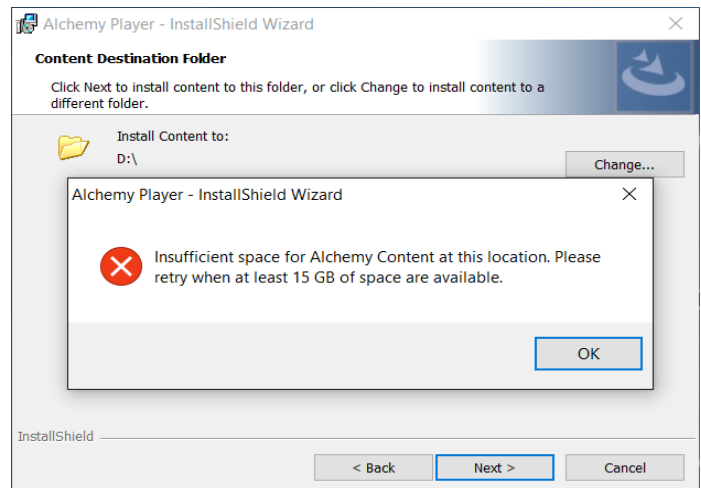 Alchemy Player - InstallShield Wizard
Content Destination Folder
Click Next to install content to this folder, or click Change to install content to a
different folder.
Install Content to:
D:\
Change...
Alchemy Player - InstallShield Wizard
Insufficient space for Alchemy Content at this location. Please
retry when at least 15 GB of space are available.
OK
InstallShield
< Back
Next >
Cancel